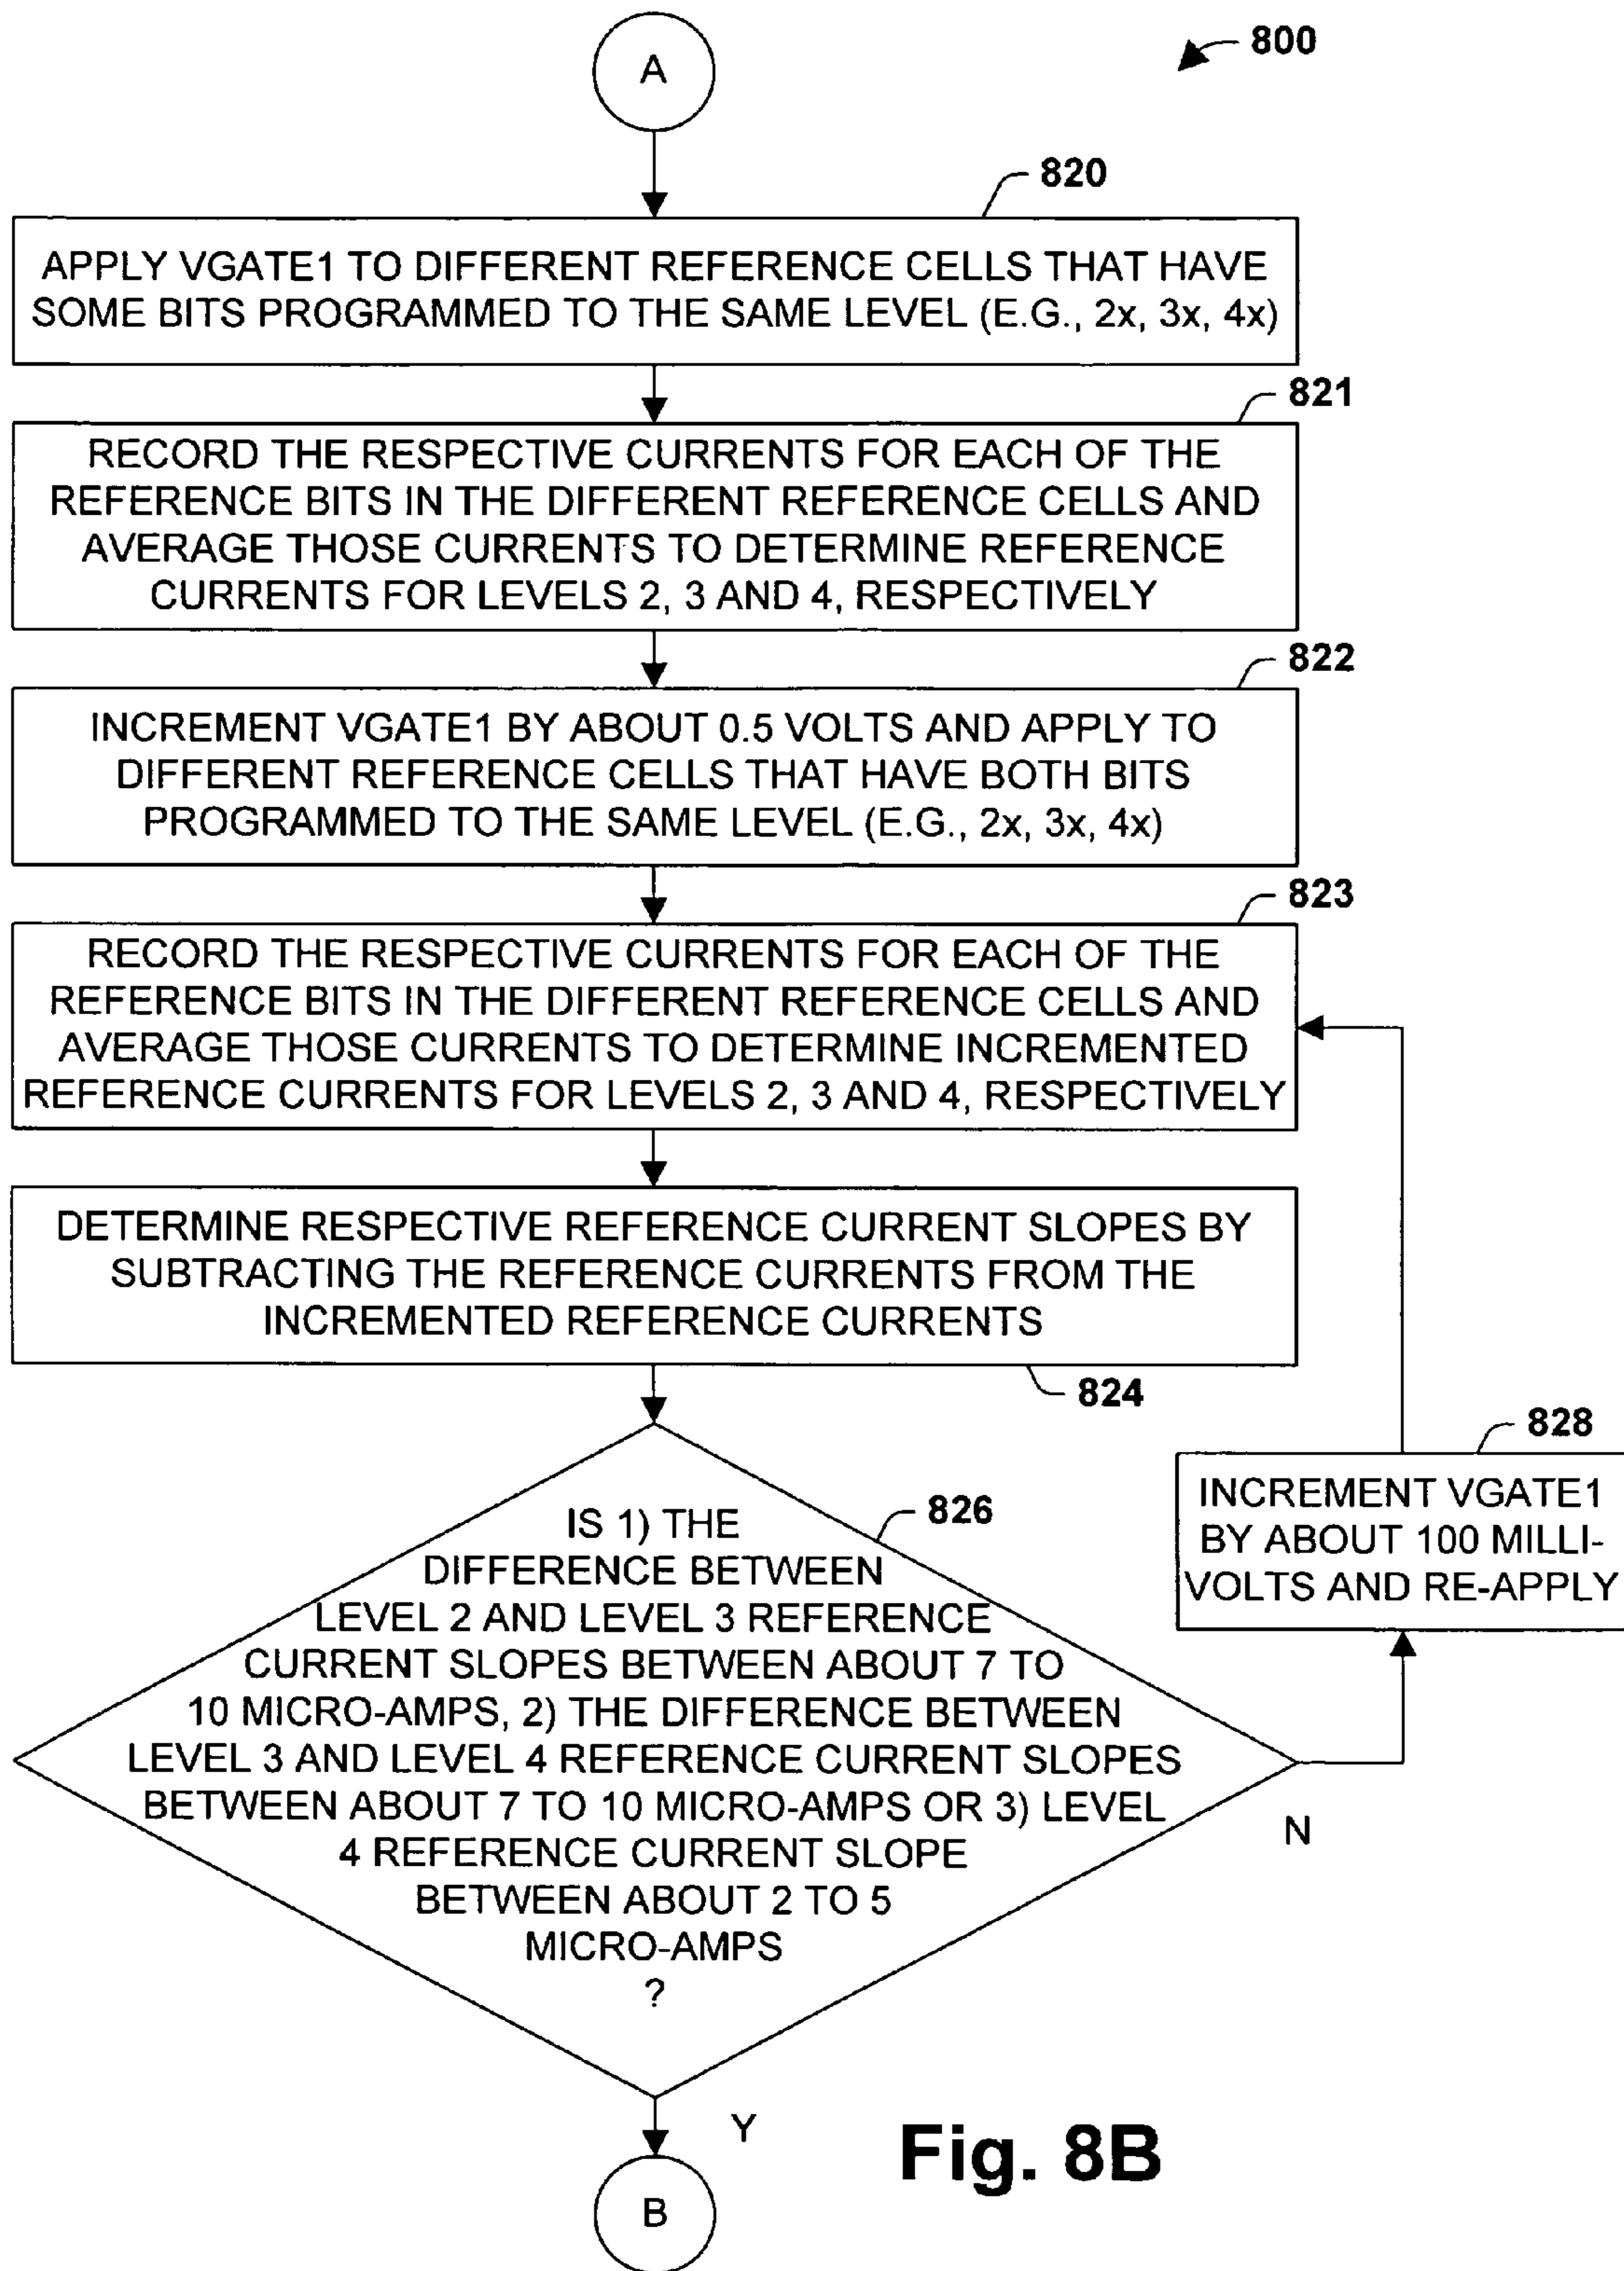 A
800
820
APPLY VGATE1 TO DIFFERENT REFERENCE CELLS THAT HAVE
SOME BITS PROGRAMMED TO THE SAME LEVEL (E.G., 2x, 3x, 4x)
821
RECORD THE RESPECTIVE CURRENTS FOR EACH OF THE
REFERENCE BITS IN THE DIFFERENT REFERENCE CELLS AND
AVERAGE THOSE CURRENTS TO DETERMINE REFERENCE
CURRENTS FOR LEVELS 2, 3 AND 4, RESPECTIVELY
822
INCREMENT VGATE1 BY ABOUT 0.5 VOLTS AND APPLY TO
DIFFERENT REFERENCE CELLS THAT HAVE BOTH BITS
PROGRAMMED TO THE SAME LEVEL (E.G., 2x, 3x, 4x)
823
RECORD THE RESPECTIVE CURRENTS FOR EACH OF THE
REFERENCE BITS IN THE DIFFERENT REFERENCE CELLS AND
AVERAGE THOSE CURRENTS TO DETERMINE INCREMENTED
REFERENCE CURRENTS FOR LEVELS 2, 3 AND 4, RESPECTIVELY
DETERMINE RESPECTIVE REFERENCE CURRENT SLOPES BY
SUBTRACTING THE REFERENCE CURRENTS FROM THE
INCREMENTED REFERENCE CURRENTS
824
828
INCREMENT VGATE1
BY ABOUT 100 MILLI-
VOLTS AND RE-APPLY
826
IS 1) THE
DIFFERENCE BETWEEN
LEVEL 2 AND LEVEL 3 REFERENCE
CURRENT SLOPES BETWEEN ABOUT 7 TO
10 MICRO-AMPS, 2) THE DIFFERENCE BETWEEN
LEVEL 3 AND LEVEL 4 REFERENCE CURRENT SLOPES
BETWEEN ABOUT 7 TO 10 MICRO-AMPS OR 3) LEVEL
4 REFERENCE CURRENT SLOPE
BETWEEN ABOUT 2 TO 5
MICRO-AMPS
?
N
Y
B
Fig. 8B